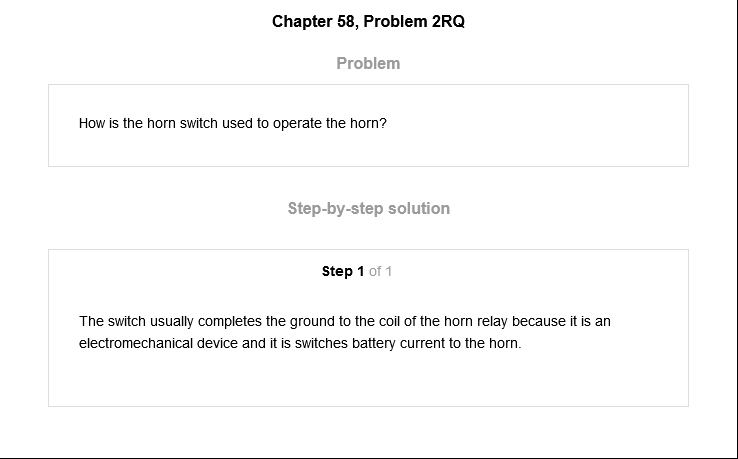 Chapter 58, Problem 2RQ
Problem
How is the horn switch used to operate the horn?
Step-by-step solution
Step 1 of 1
The switch usually completes the ground to the coil of the horn relay because it is an
electromechanical device and it is switches battery current to the horn.